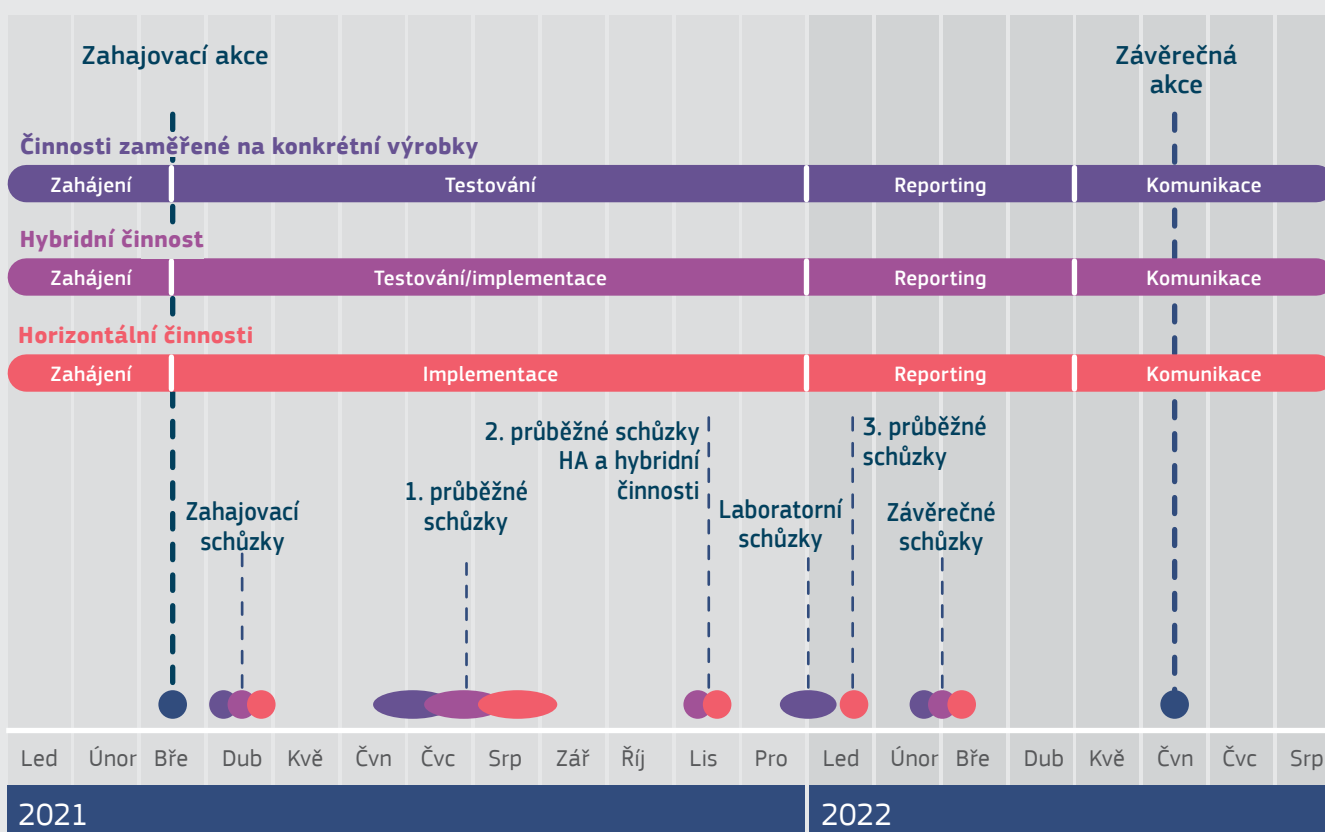 Zahajovací akce
Závěrečná
akce
Činnosti zaměřené na konkrétní výrobky
Zahájení
Testování
Reporting
Komunikace
Hybridní činnost
Zahájení
Testování/implementace
Reporting
Komunikace
Horizontální činnosti
Zahájení
Implementace
Reporting
Komunikace
Zahajovací
schůzky
1. průběžné
schůzky
2. průběžné schůzky
HA a hybridní
činnosti
Laboratorní
schůzky
3. průběžné
schůzky
Závěrečné
schůzky
Led Únor Bře Dub Kvě Čvn Čvc Srp Zář Říj Lis Pro Led Únor Bře Dub Kvě Čvn Čvc Srp
2021 2022